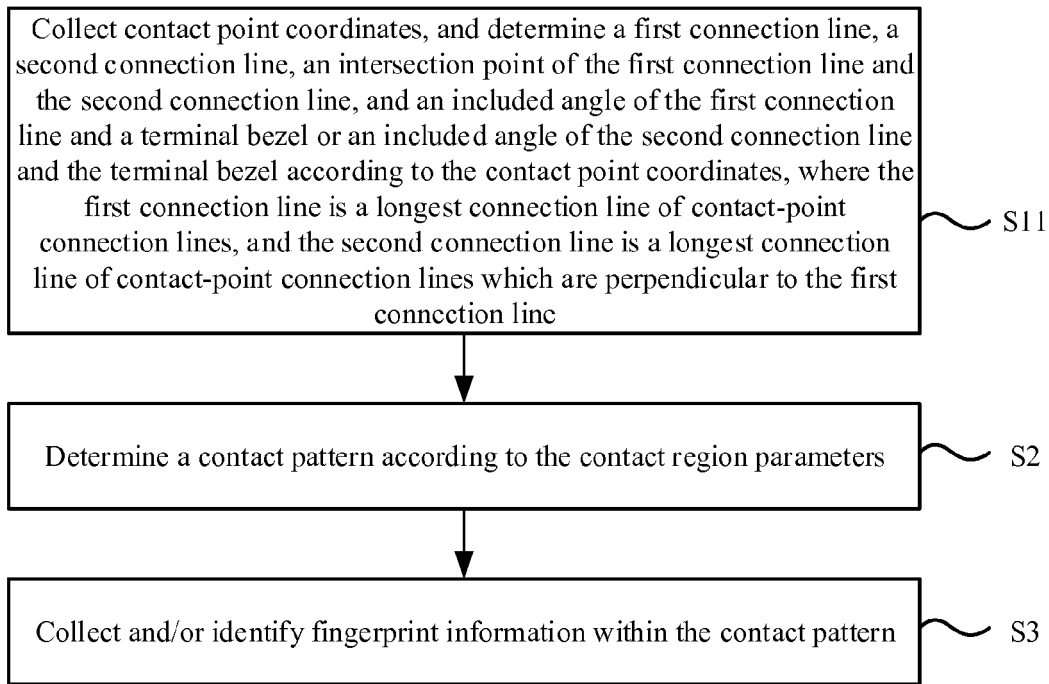 Collect contact point coordinates, and determine a first connection line, a
second connection line, an intersection point of the first connection line and
the second connection line, and an included angle of the first connection
line and a terminal bezel or an included angle of the second connection line
and the terminal bezel according to the contact point coordinates, where the
first connection line is a longest connection line of contact-point
connection lines, and the second connection line is a longest connection
line of contact-point connection lines which are perpendicular to the first
connection line
S11
Determine a contact pattern according to the contact region parameters
S2
Collect and/or identify fingerprint information within the contact pattern
S3